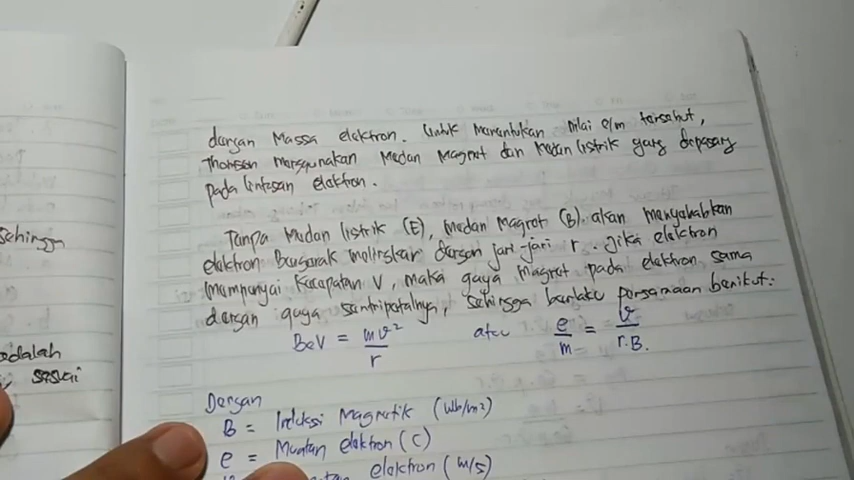 sehingga
adalah
sesuai
dengan Massa elektron. Untuk Menentukan Nilai e/m tersebut,
Thomson Menggunakan Medan Magnet dan Medan listrik yang dipasang
pada lintasan elektron.
Tanpa Medan listrik (E), Medan Magnet (B) akan Menyebabkan
elektron Bergerak melingkar dengan jari-jari r. Jika elektron
Mempunyai Kecepatan V, Maka gaya Magnet pada elektron sama
dengan gaya sentripetalnya, sehingga berlaku persamaan berikut:
BeV = mv²/r atau e/m = v/r.B.
Dengan
B = Induksi Magnetik (Wb/m²)
e = Muatan elektron (C)
elektron (m/s)